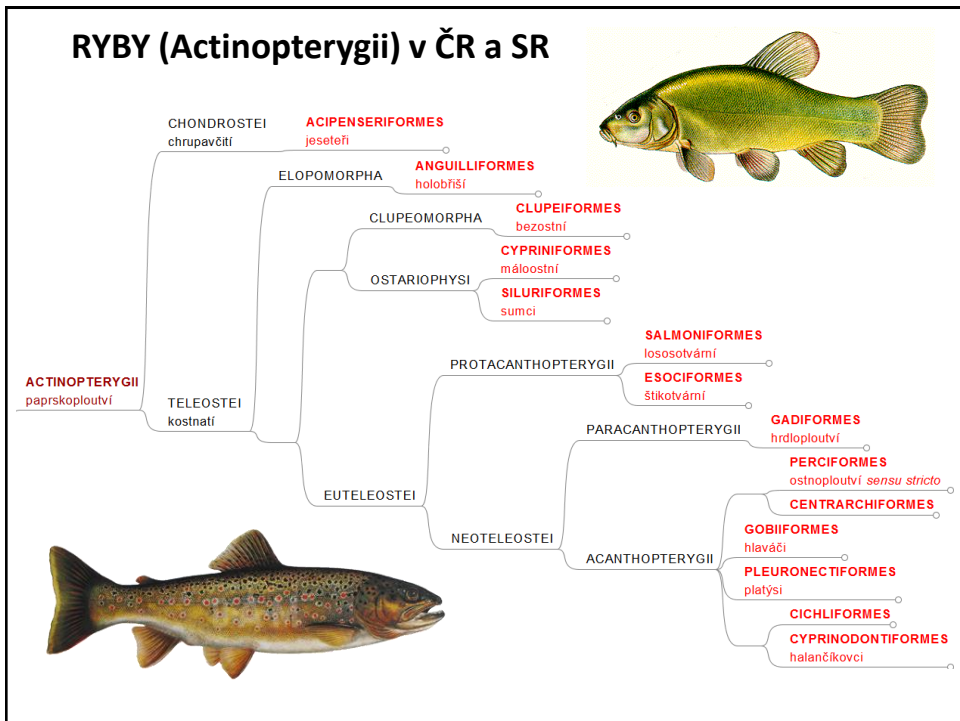 RYBY (Actinopterygii) v ČR a SR
CHONDROSTEI
chrupavčití
ACIPENSERIFORMES
jeseteři
ELOPOMORPHA
ANGUILLIFORMES
holobřiší
CLUPEOMORPHA
CLUPEIFORMES
bezostní
OSTARIOPHYSI
CYPRINIFORMES
máloostní
SILURIFORMES
sumci
ACTINOPTERYGII
paprskoploutví
TELEOSTEI
kostnatí
PROTACANTHOPTERYGII
SALMONIFORMES
lososotvární
ESOCIFORMES
štikotvární
EUTELEOSTEI
PARACANTHOPTERYGII
GADIFORMES
hrdloploutví
NEOTELEOSTEI
ACANTHOPTERYGII
PERCIFORMES
ostnoploutví sensu stricto
CENTRARCHIFORMES
GOBIIFORMES
hlaváči
PLEURONECTIFORMES
platýsi
CICHLIFORMES
CYPRINODONTIFORMES
halančíkovci